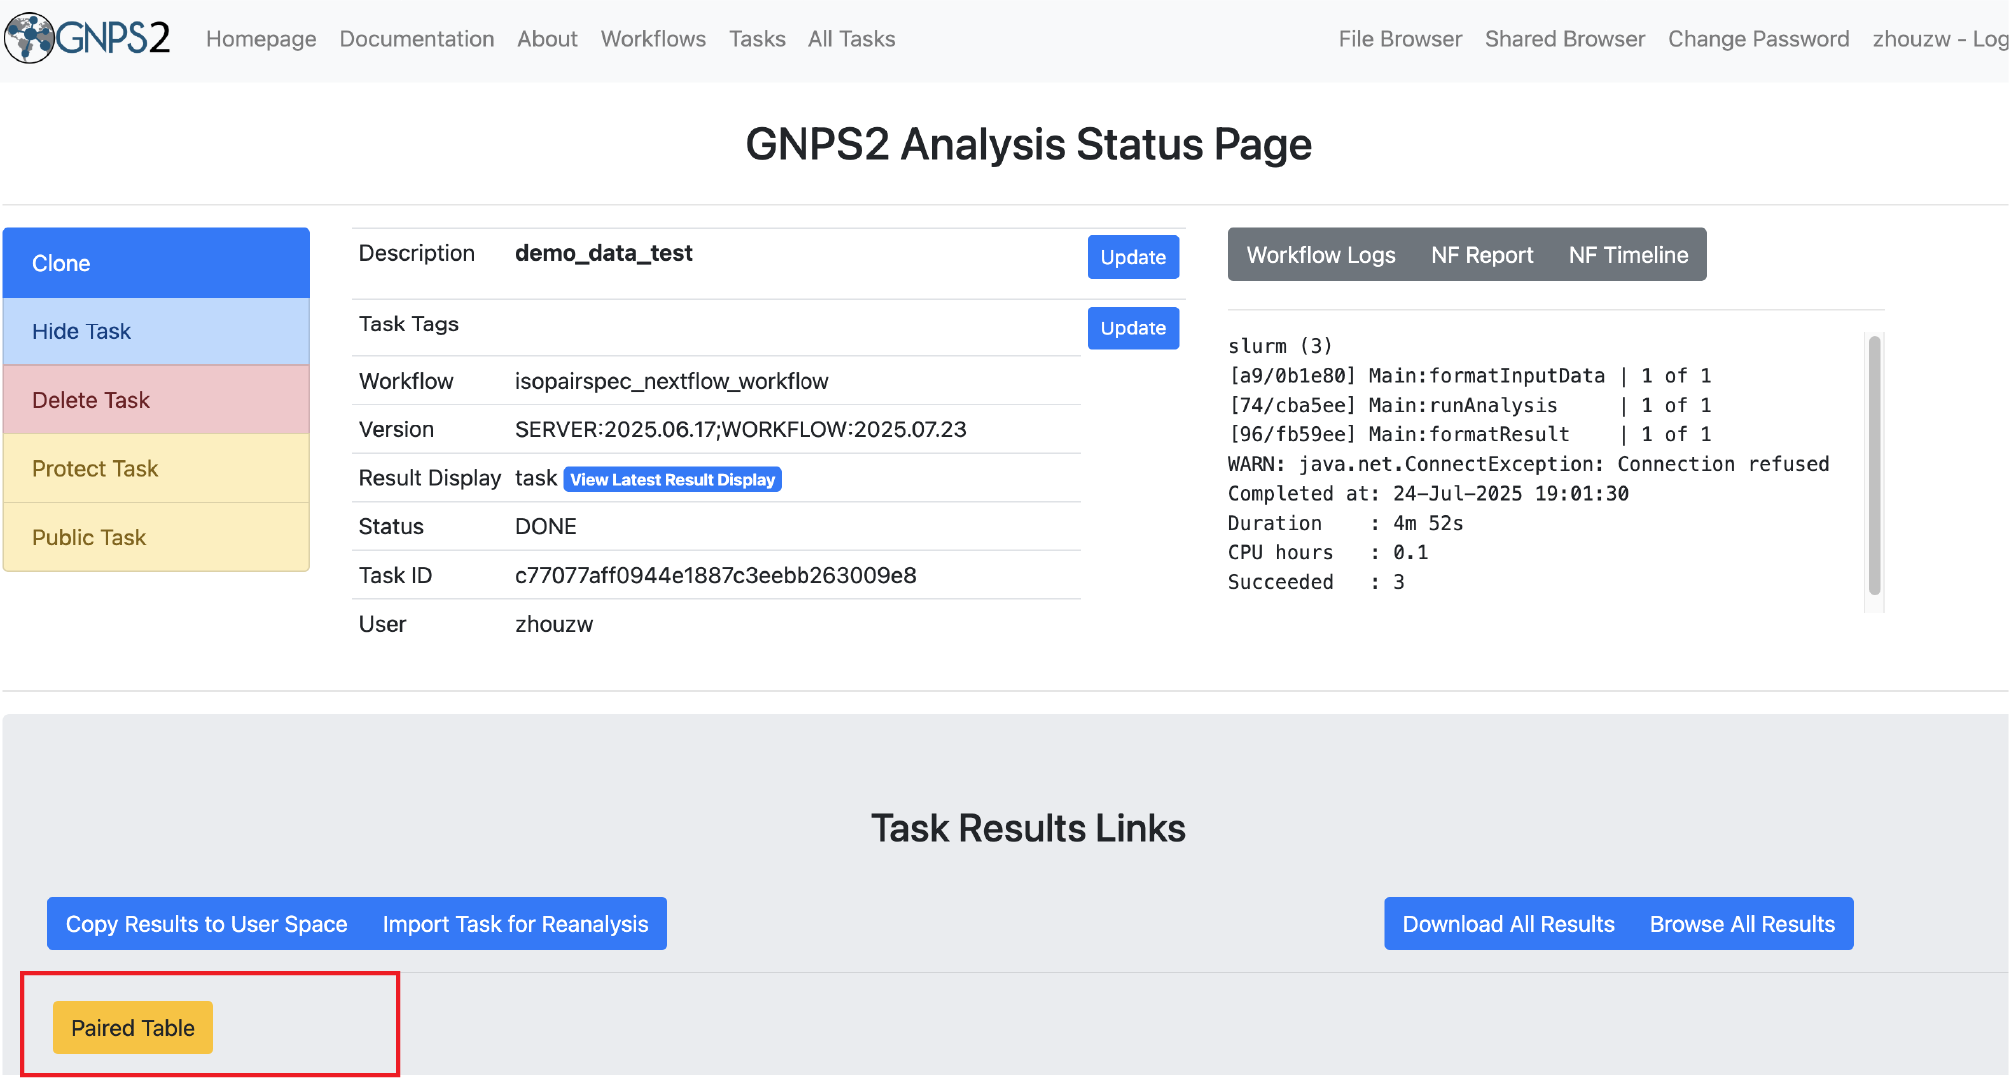 GNPS2 Homepage Documentation About Workflows Tasks All Tasks File Browser Shared Browser Change Password zhouzw - Log
GNPS2 Analysis Status Page
Clone
Hide Task
Delete Task
Protect Task
Public Task
Description demo_data_test Update
Task Tags Update
Workflow isopairspec_nextflow_workflow
Version SERVER:2025.06.17;WORKFLOW:2025.07.23
Result Display task View Latest Result Display
Status DONE
Task ID c77077aff0944e1887c3eebb263009e8
User zhouzw
Workflow Logs NF Report NF Timeline
slurm (3)
[a9/0b1e80] Main:formatInputData | 1 of 1
[74/cba5ee] Main:runAnalysis | 1 of 1
[96/fb59ee] Main:formatResult | 1 of 1
WARN: java.net.ConnectException: Connection refused
Completed at: 24-Jul-2025 19:01:30
Duration : 4m 52s
CPU hours : 0.1
Succeeded : 3
Task Results Links
Copy Results to User Space Import Task for Reanalysis Download All Results Browse All Results
Paired Table